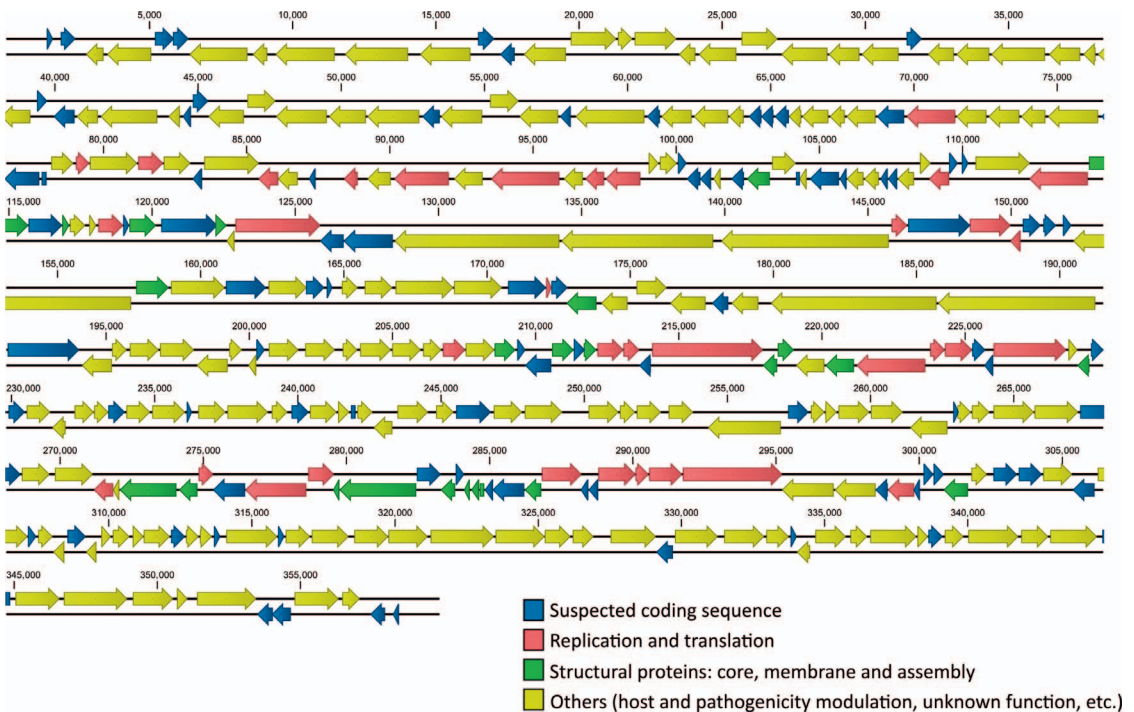 5,000 10,000 15,000 20,000 25,000 30,000 35,000
40,000 45,000 50,000 55,000 60,000 65,000 70,000 75,000
80,000 85,000 90,000 95,000 100,000 105,000 110,000
115,000 120,000 125,000 130,000 135,000 140,000 145,000 150,000
155,000 160,000 165,000 170,000 175,000 180,000 185,000 190,000
195,000 200,000 205,000 210,000 215,000 220,000 225,000
230,000 235,000 240,000 245,000 250,000 255,000 260,000 265,000
270,000 275,000 280,000 285,000 290,000 295,000 300,000 305,000
310,000 315,000 320,000 325,000 330,000 335,000 340,000
345,000 350,000 355,000
Suspected coding sequence
Replication and translation
Structural proteins: core, membrane and assembly
Others (host and pathogenicity modulation, unknown function, etc.)